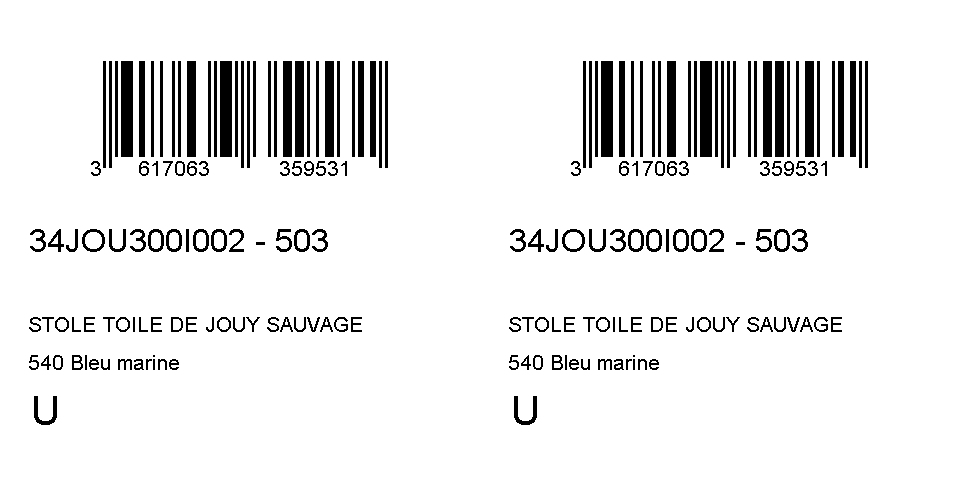 3 617063 359531
34JOU300I002 - 503
STOLE TOILE DE JOUY SAUVAGE
540 Bleu marine
U
3 617063 359531
34JOU300I002 - 503
STOLE TOILE DE JOUY SAUVAGE
540 Bleu marine
U